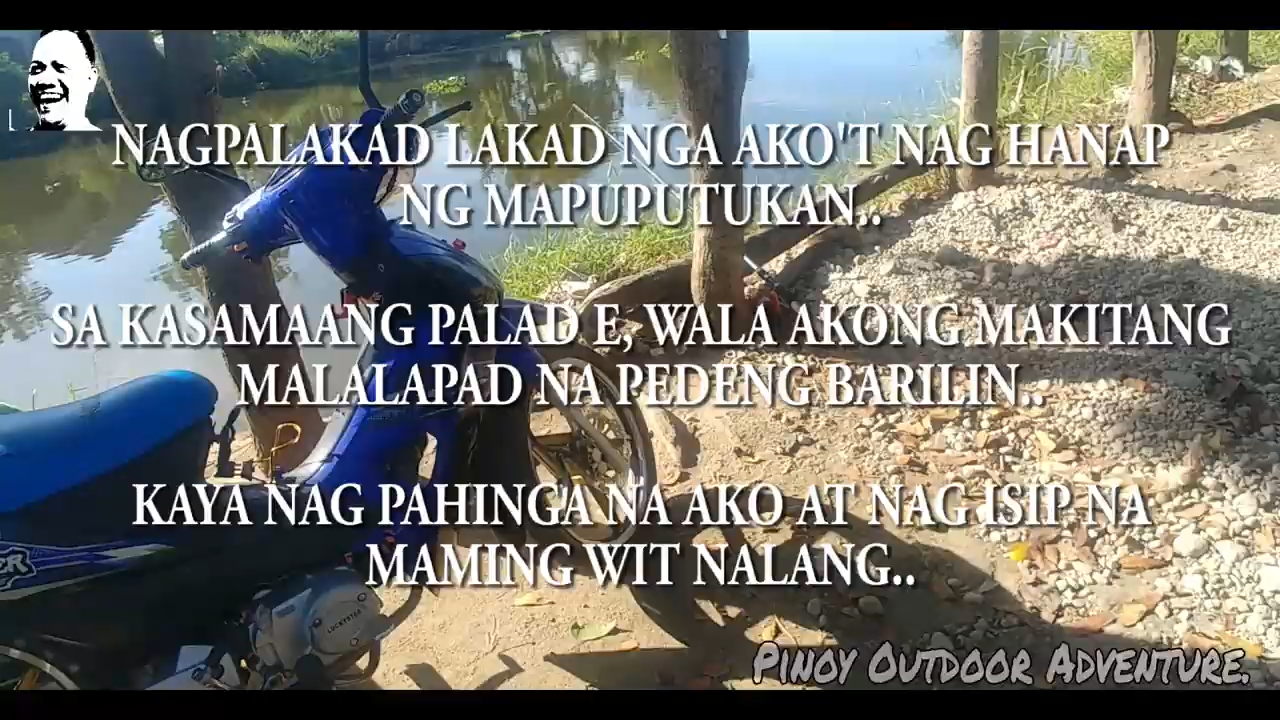 NAGPALAKAD LAKAD NGA AKO'T NAG HANAP
NG MAPUPUTUKAN..
SA KASAMAANG PALAD E, WALA AKONG MAKITANG
MALALAPAD NA PEDENG BARILIN..
KAYA NAG PAHINGA NA AKO AT NAG ISIP NA
MAMING WIT NALANG..
LUCKYSTAR
PINOY OUTDOOR ADVENTURE.